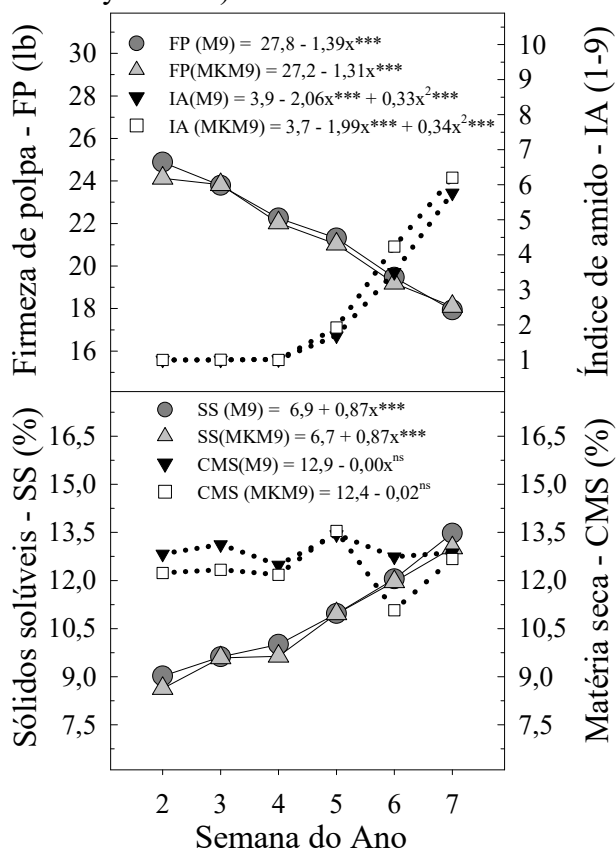 Firmeza de polpa - FP (lb)
30
28
26
24
22
20
18
16
FP (M9) = 27,8 - 1,39x***
FP(MKM9) = 27,2 - 1,31x***
IA(M9) = 3,9 - 2,06x*** + 0,33x²***
IA (MKM9) = 3,7 - 1,99x*** + 0,34x²***
10
9
8
7
6
5
4
3
2
1
Índice de amido - IA (1-9)
Sólidos solúveis - SS (%)
16,5
15,0
13,5
12,0
10,5
9,0
7,5
SS (M9) = 6,9 + 0,87x***
SS(MKM9) = 6,7 + 0,87x***
CMS(M9) = 12,9 - 0,00xⁿˢ
CMS (MKM9) = 12,4 - 0,02ⁿˢ
16,5
15,0
13,5
12,0
10,5
9,0
7,5
Matéria seca - CMS (%)
2 3 4 5 6 7
Semana do Ano